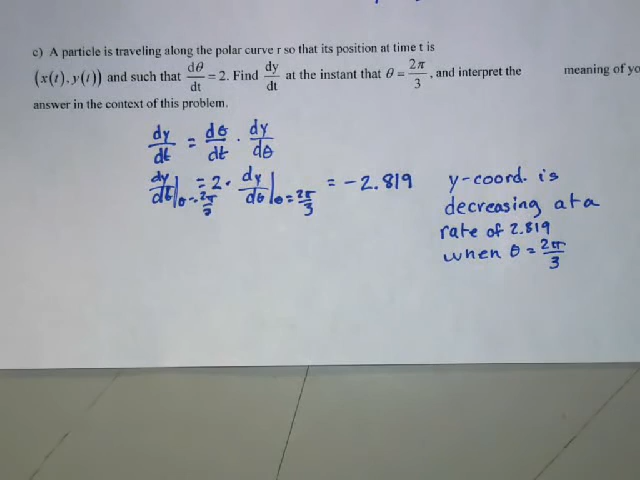 c) A particle is traveling along the polar curve r so that its position at time t is
(x(t), y(t)) and such that dθ/dt = 2. Find dy/dt at the instant that θ = 2π/3, and interpret the meaning of yo
answer in the context of this problem.
dy/dt = dθ/dt · dy/dθ
dy/dt|θ=2π/3 = 2 · dy/dθ|θ=2π/3 = -2.819
y-coord. is
decreasing at a
rate of 2.819
when θ = 2π/3